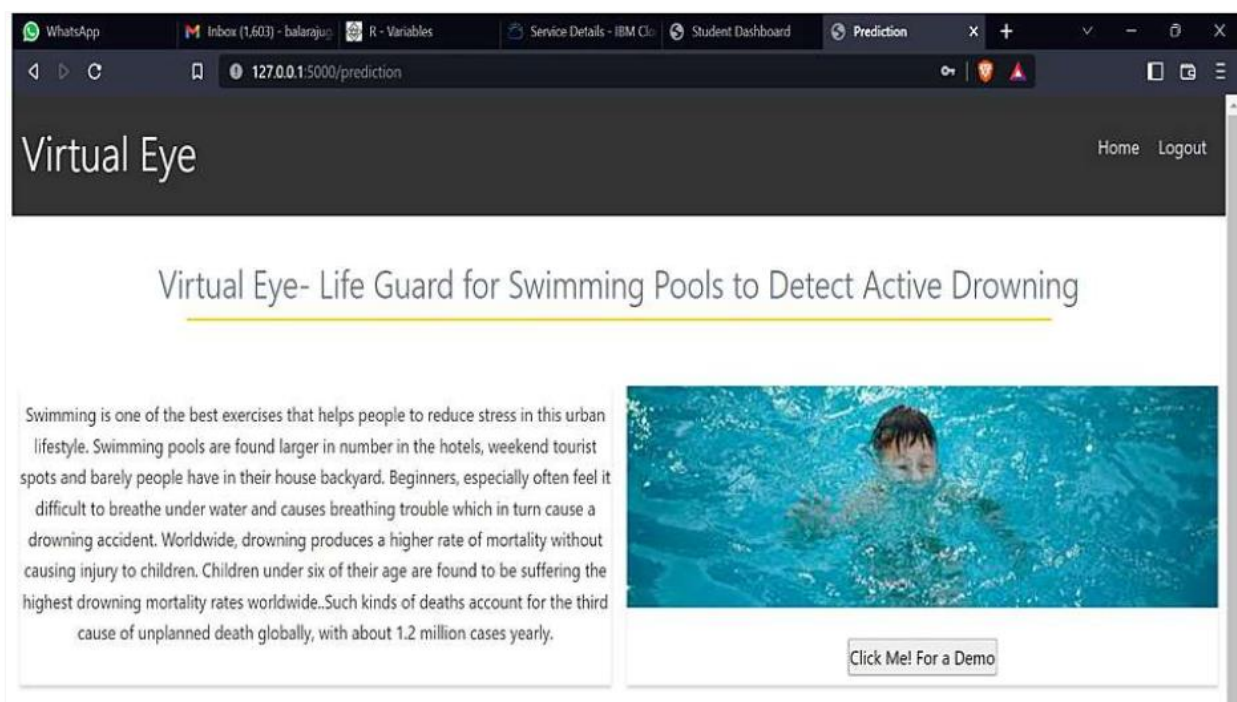 WhatsApp
Inbox (1,603) - balarajug
R - Variables
Service Details - IBM Clo
Student Dashboard
Prediction
127.0.0.1:5000/prediction
Virtual Eye
Home
Logout
Virtual Eye- Life Guard for Swimming Pools to Detect Active Drowning
Swimming is one of the best exercises that helps people to reduce stress in this urban
lifestyle. Swimming pools are found larger in number in the hotels, weekend tourist
spots and barely people have in their house backyard. Beginners, especially often feel it
difficult to breathe under water and causes breathing trouble which in turn cause a
drowning accident. Worldwide, drowning produces a higher rate of mortality without
causing injury to children. Children under six of their age are found to be suffering the
highest drowning mortality rates worldwide..Such kinds of deaths account for the third
cause of unplanned death globally, with about 1.2 million cases yearly.
Click Me! For a Demo